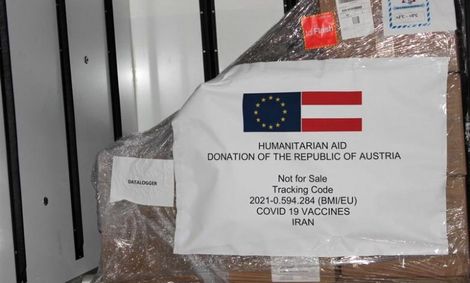 HUMANITARIAN AID
DONATION OF THE REPUBLIC OF AUSTRIA
Not for Sale
Tracking Code
2021-0.594.284 (BMI/EU)
COVID 19 VACCINES
IRAN
DATALOGGER